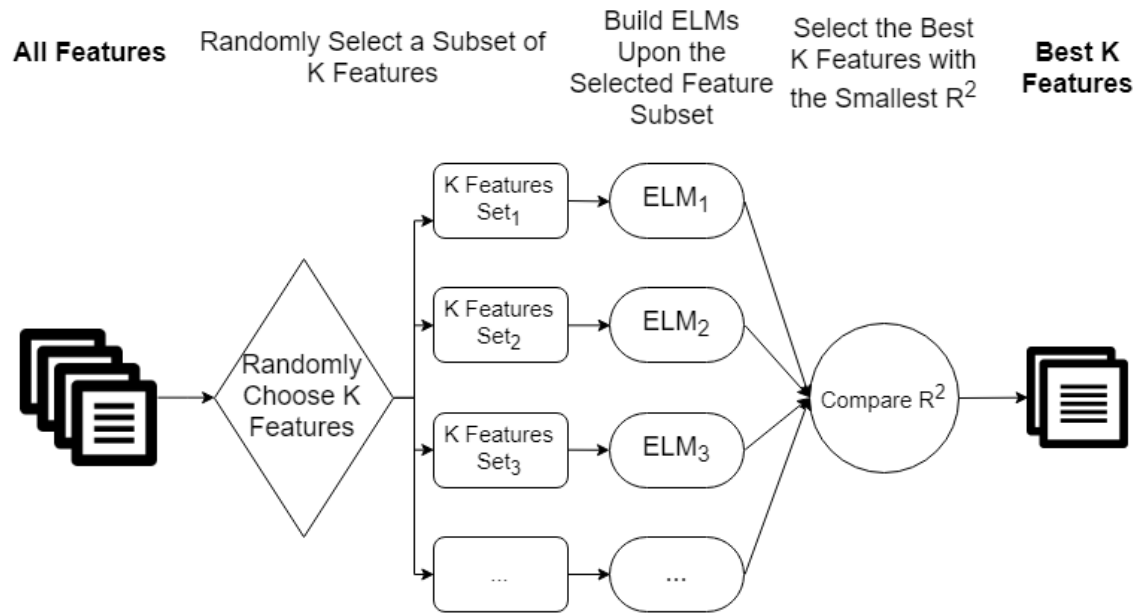 All Features
Randomly Select a Subset of
K Features
Build ELMs
Upon the
Selected Feature
Subset
Select the Best
K Features with
the Smallest R²
Best K
Features
Randomly
Choose K
Features
K Features
Set₁
ELM₁
K Features
Set₂
ELM₂
K Features
Set₃
ELM₃
...
...
Compare R²